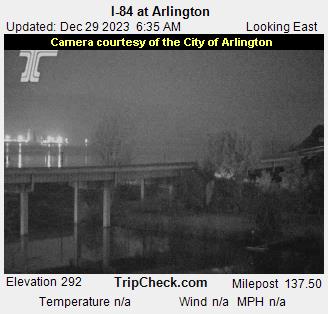 I-84 at Arlington
Updated: Dec 29 2023 6:35 AM Looking East
Camera courtesy of the City of Arlington
Elevation 292 TripCheck.com Milepost 137.50
Temperature n/a Wind n/a MPH n/a